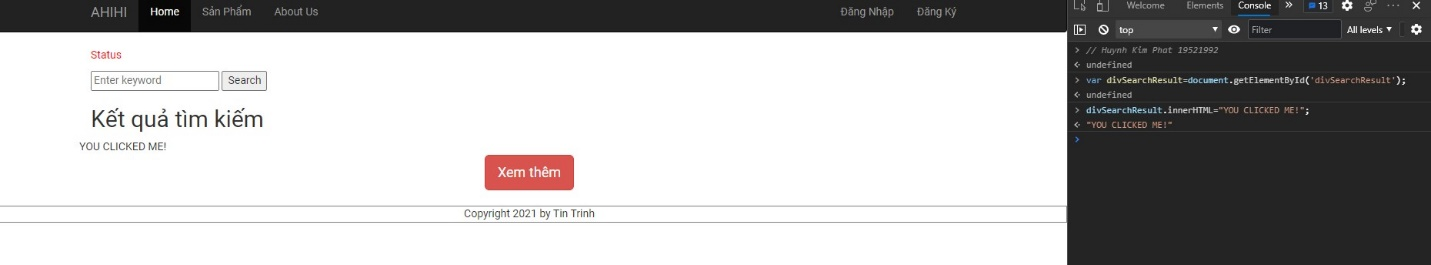 AHIHI Home Sản Phẩm About Us Đăng Nhập Đăng Ký
Status
Enter keyword Search
Kết quả tìm kiếm
YOU CLICKED ME!
Xem thêm
Copyright 2021 by Tin Trinh
Welcome Elements Console » 13
top Filter All levels
> // Huynh Kim Phat 19521992
undefined
> var divSearchResult=document.getElementById('divSearchResult');
undefined
> divSearchResult.innerHTML="YOU CLICKED ME!";
"YOU CLICKED ME!"
>